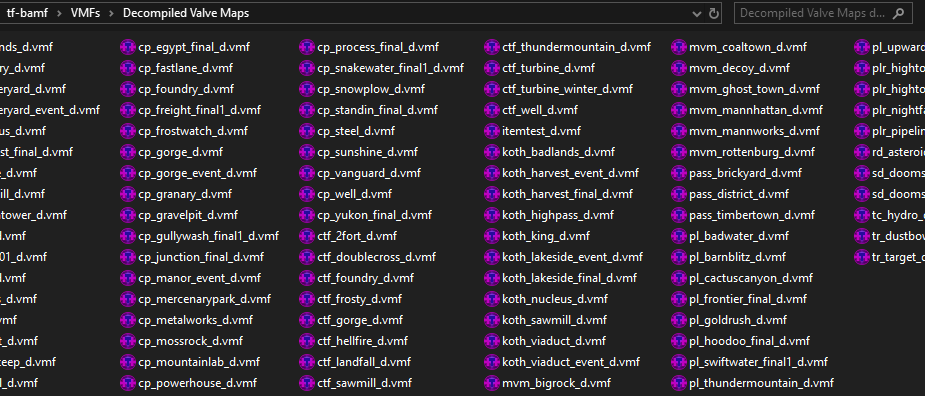 tf-bamf > VMFs > Decompiled Valve Maps
Decompiled Valve Maps d...
nds_d.vmf
ry_d.vmf
eryard_d.vmf
eryard_event_d.vmf
us_d.vmf
st_final_d.vmf
_d.vmf
ill_d.vmf
tower_d.vmf
.vmf
01_d.vmf
.vmf
s_d.vmf
.vmf
t_d.vmf
eep_d.vmf
_d.vmf
cp_egypt_final_d.vmf
cp_fastlane_d.vmf
cp_foundry_d.vmf
cp_freight_final1_d.vmf
cp_frostwatch_d.vmf
cp_gorge_d.vmf
cp_gorge_event_d.vmf
cp_granary_d.vmf
cp_gravelpit_d.vmf
cp_gullywash_final1_d.vmf
cp_junction_final_d.vmf
cp_manor_event_d.vmf
cp_mercenarypark_d.vmf
cp_metalworks_d.vmf
cp_mossrock_d.vmf
cp_mountainlab_d.vmf
cp_powerhouse_d.vmf
cp_process_final_d.vmf
cp_snakewater_final1_d.vmf
cp_snowplow_d.vmf
cp_standin_final_d.vmf
cp_steel_d.vmf
cp_sunshine_d.vmf
cp_vanguard_d.vmf
cp_well_d.vmf
cp_yukon_final_d.vmf
ctf_2fort_d.vmf
ctf_doublecross_d.vmf
ctf_foundry_d.vmf
ctf_frosty_d.vmf
ctf_gorge_d.vmf
ctf_hellfire_d.vmf
ctf_landfall_d.vmf
ctf_sawmill_d.vmf
ctf_thundermountain_d.vmf
ctf_turbine_d.vmf
ctf_turbine_winter_d.vmf
ctf_well_d.vmf
itemtest_d.vmf
koth_badlands_d.vmf
koth_harvest_event_d.vmf
koth_harvest_final_d.vmf
koth_highpass_d.vmf
koth_king_d.vmf
koth_lakeside_event_d.vmf
koth_lakeside_final_d.vmf
koth_nucleus_d.vmf
koth_sawmill_d.vmf
koth_viaduct_d.vmf
koth_viaduct_event_d.vmf
mvm_bigrock_d.vmf
mvm_coaltown_d.vmf
mvm_decoy_d.vmf
mvm_ghost_town_d.vmf
mvm_mannhattan_d.vmf
mvm_mannworks_d.vmf
mvm_rottenburg_d.vmf
pass_brickyard_d.vmf
pass_district_d.vmf
pass_timbertown_d.vmf
pl_badwater_d.vmf
pl_barnblitz_d.vmf
pl_cactuscanyon_d.vmf
pl_frontier_final_d.vmf
pl_goldrush_d.vmf
pl_hoodoo_final_d.vmf
pl_swiftwater_final1_d.vmf
pl_thundermountain_d.vmf
pl_upward
plr_highto
plr_highto
plr_nightfa
plr_pipelin
rd_asteroi
sd_dooms
sd_dooms
tc_hydro_
tr_dustbow
tr_target_